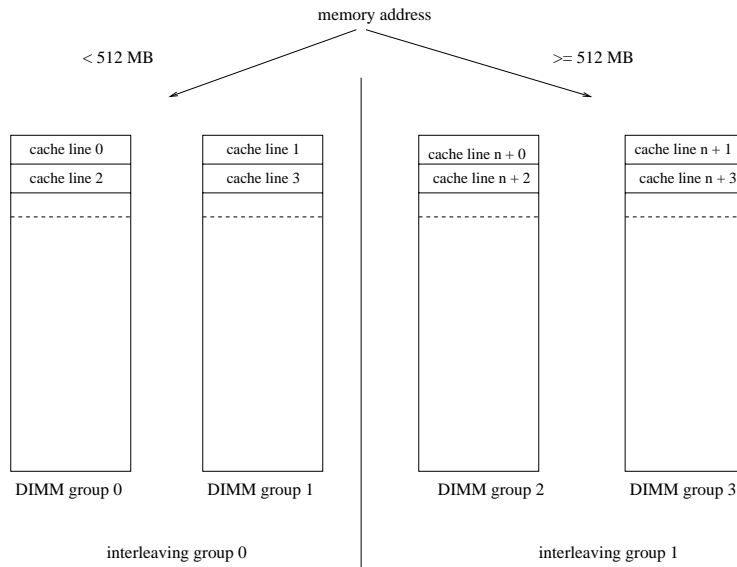 memory address
< 512 MB
>= 512 MB
cache line 0
cache line 1
cache line n + 0
cache line n + 1
cache line 2
cache line 3
cache line n + 2
cache line n + 3
DIMM group 0
DIMM group 1
DIMM group 2
DIMM group 3
interleaving group 0
interleaving group 1